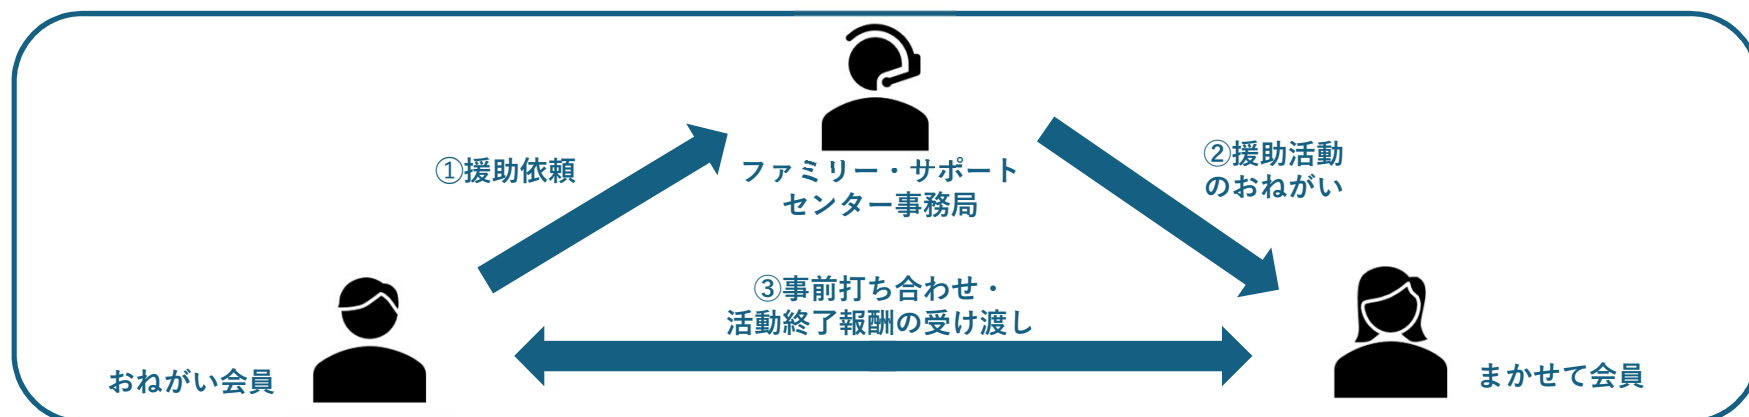 ①援助依頼
ファミリー・サポート
センター事務局
②援助活動
のおねがい
③事前打ち合わせ・
活動終了報酬の受け渡し
おねがい会員
まかせて会員